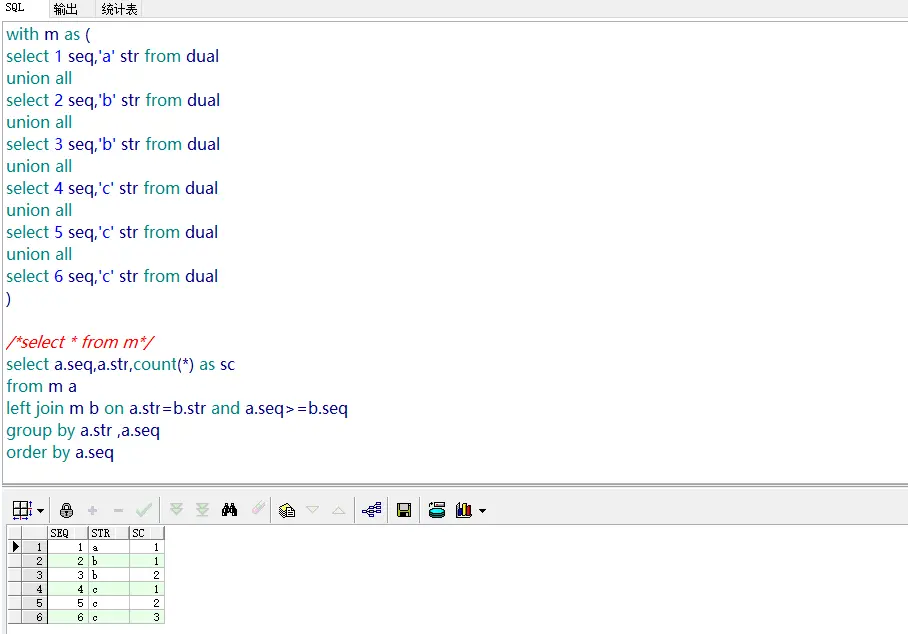 SQL 输出 统计表
with m as (
select 1 seq,'a' str from dual
union all
select 2 seq,'b' str from dual
union all
select 3 seq,'b' str from dual
union all
select 4 seq,'c' str from dual
union all
select 5 seq,'c' str from dual
union all
select 6 seq,'c' str from dual
)
/*select * from m*/
select a.seq,a.str,count(*) as sc
from m a
left join m b on a.str=b.str and a.seq>=b.seq
group by a.str ,a.seq
order by a.seq
SEQ STR SC
1 1 a 1
2 2 b 1
3 3 b 2
4 4 c 1
5 5 c 2
6 6 c 3